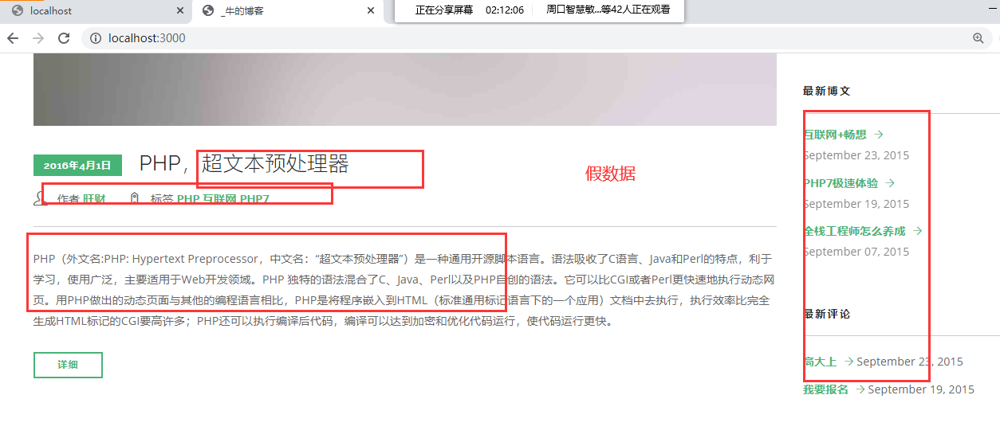 localhost
_牛的博客
正在分享屏幕 02:12:06 周口智慧敏...等42人正在观看
localhost:3000
最新博文
互联网+畅想
September 23, 2015
PHP7极速体验
September 19, 2015
全栈工程师怎么养成
September 07, 2015
2016年4月1日 PHP，超文本预处理器
作者 旺财 标签 PHP 互联网 PHP7
假数据
PHP（外文名:PHP: Hypertext Preprocessor，中文名：“超文本预处理器”）是一种通用开源脚本语言。语法吸收了C语言、Java和Perl的特点，利于
学习，使用广泛，主要适用于Web开发领域。PHP 独特的语法混合了C、Java、Perl以及PHP自创的语法。它可以比CGI或者Perl更快速地执行动态网
页。用PHP做出的动态页面与其他的编程语言相比，PHP是将程序嵌入到HTML（标准通用标记语言下的一个应用）文档中去执行，执行效率比完全
生成HTML标记的CGI要高许多；PHP还可以执行编译后代码，编译可以达到加密和优化代码运行，使代码运行更快。
详细
最新评论
高大上 September 23, 2015
我要报名 September 19, 2015